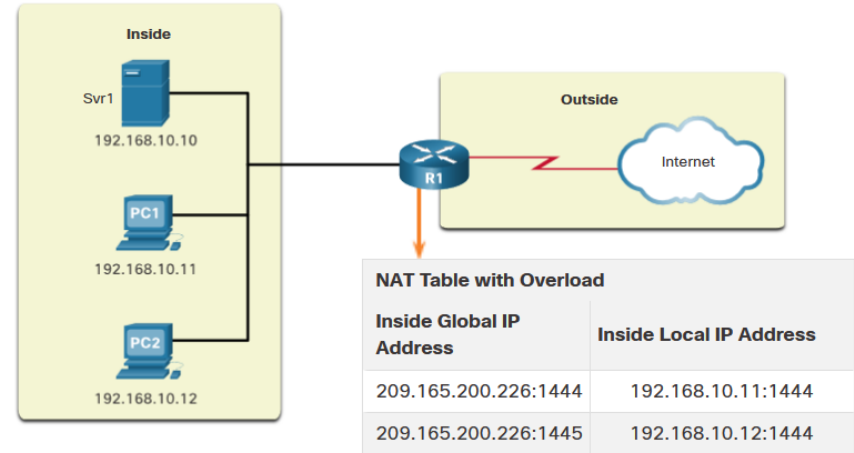 Inside
Svr1
192.168.10.10
PC1
192.168.10.11
PC2
192.168.10.12
Outside
Internet
R1
NAT Table with Overload
Inside Global IP
Address
Inside Local IP Address
209.165.200.226:1444 192.168.10.11:1444
209.165.200.226:1445 192.168.10.12:1444